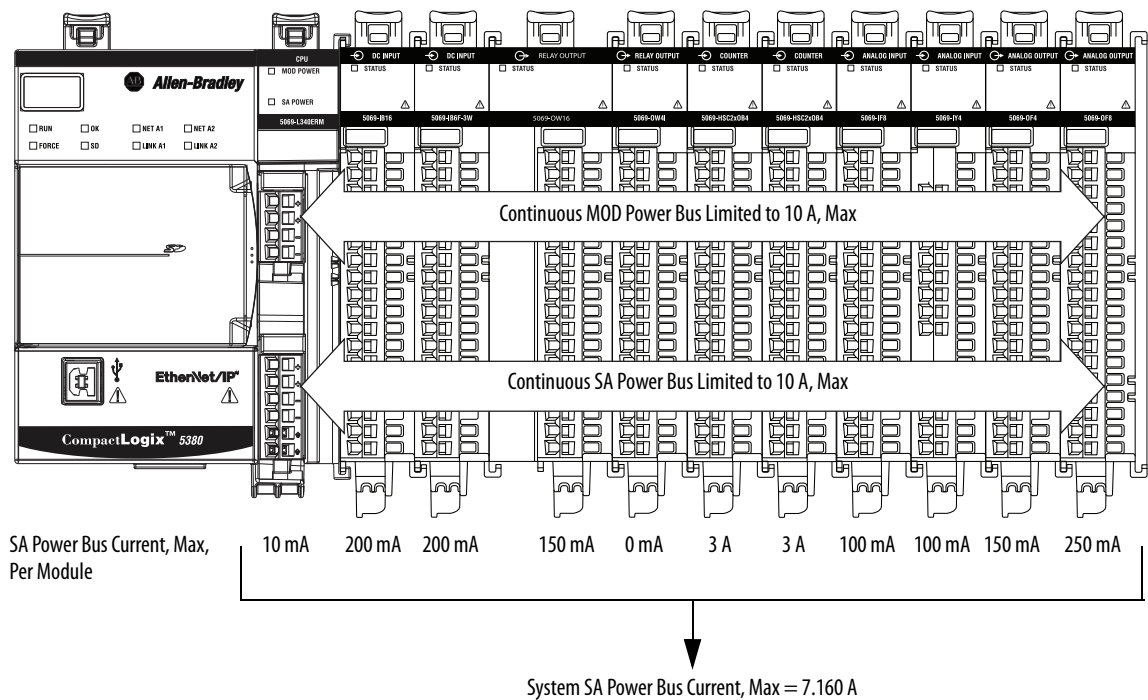 CPU
MOD POWER
SA POWER
5069-L340ERM
AB Allen-Bradley
RUN OK NET A1 NET A2
FORCE SD LINK A1 LINK A2
DC INPUT DC INPUT RELAY OUTPUT RELAY OUTPUT COUNTER COUNTER ANALOG INPUT ANALOG INPUT ANALOG OUTPUT ANALOG OUTPUT
STATUS STATUS STATUS STATUS STATUS STATUS STATUS STATUS STATUS STATUS
5069-IB16 5069-IB6F-3W 5069-OW16 5069-OW4I 5069-HSC2xOB4 5069-HSC2xOB4 5069-IF8 5069-IY4 5069-OF4 5069-OF8
Continuous MOD Power Bus Limited to 10 A, Max
Continuous SA Power Bus Limited to 10 A, Max
EtherNet/IP™
CompactLogix™ 5380
SA Power Bus Current, Max,
Per Module
10 mA 200 mA 200 mA 150 mA 0 mA 3 A 3 A 100 mA 100 mA 150 mA 250 mA
System SA Power Bus Current, Max = 7.160 A